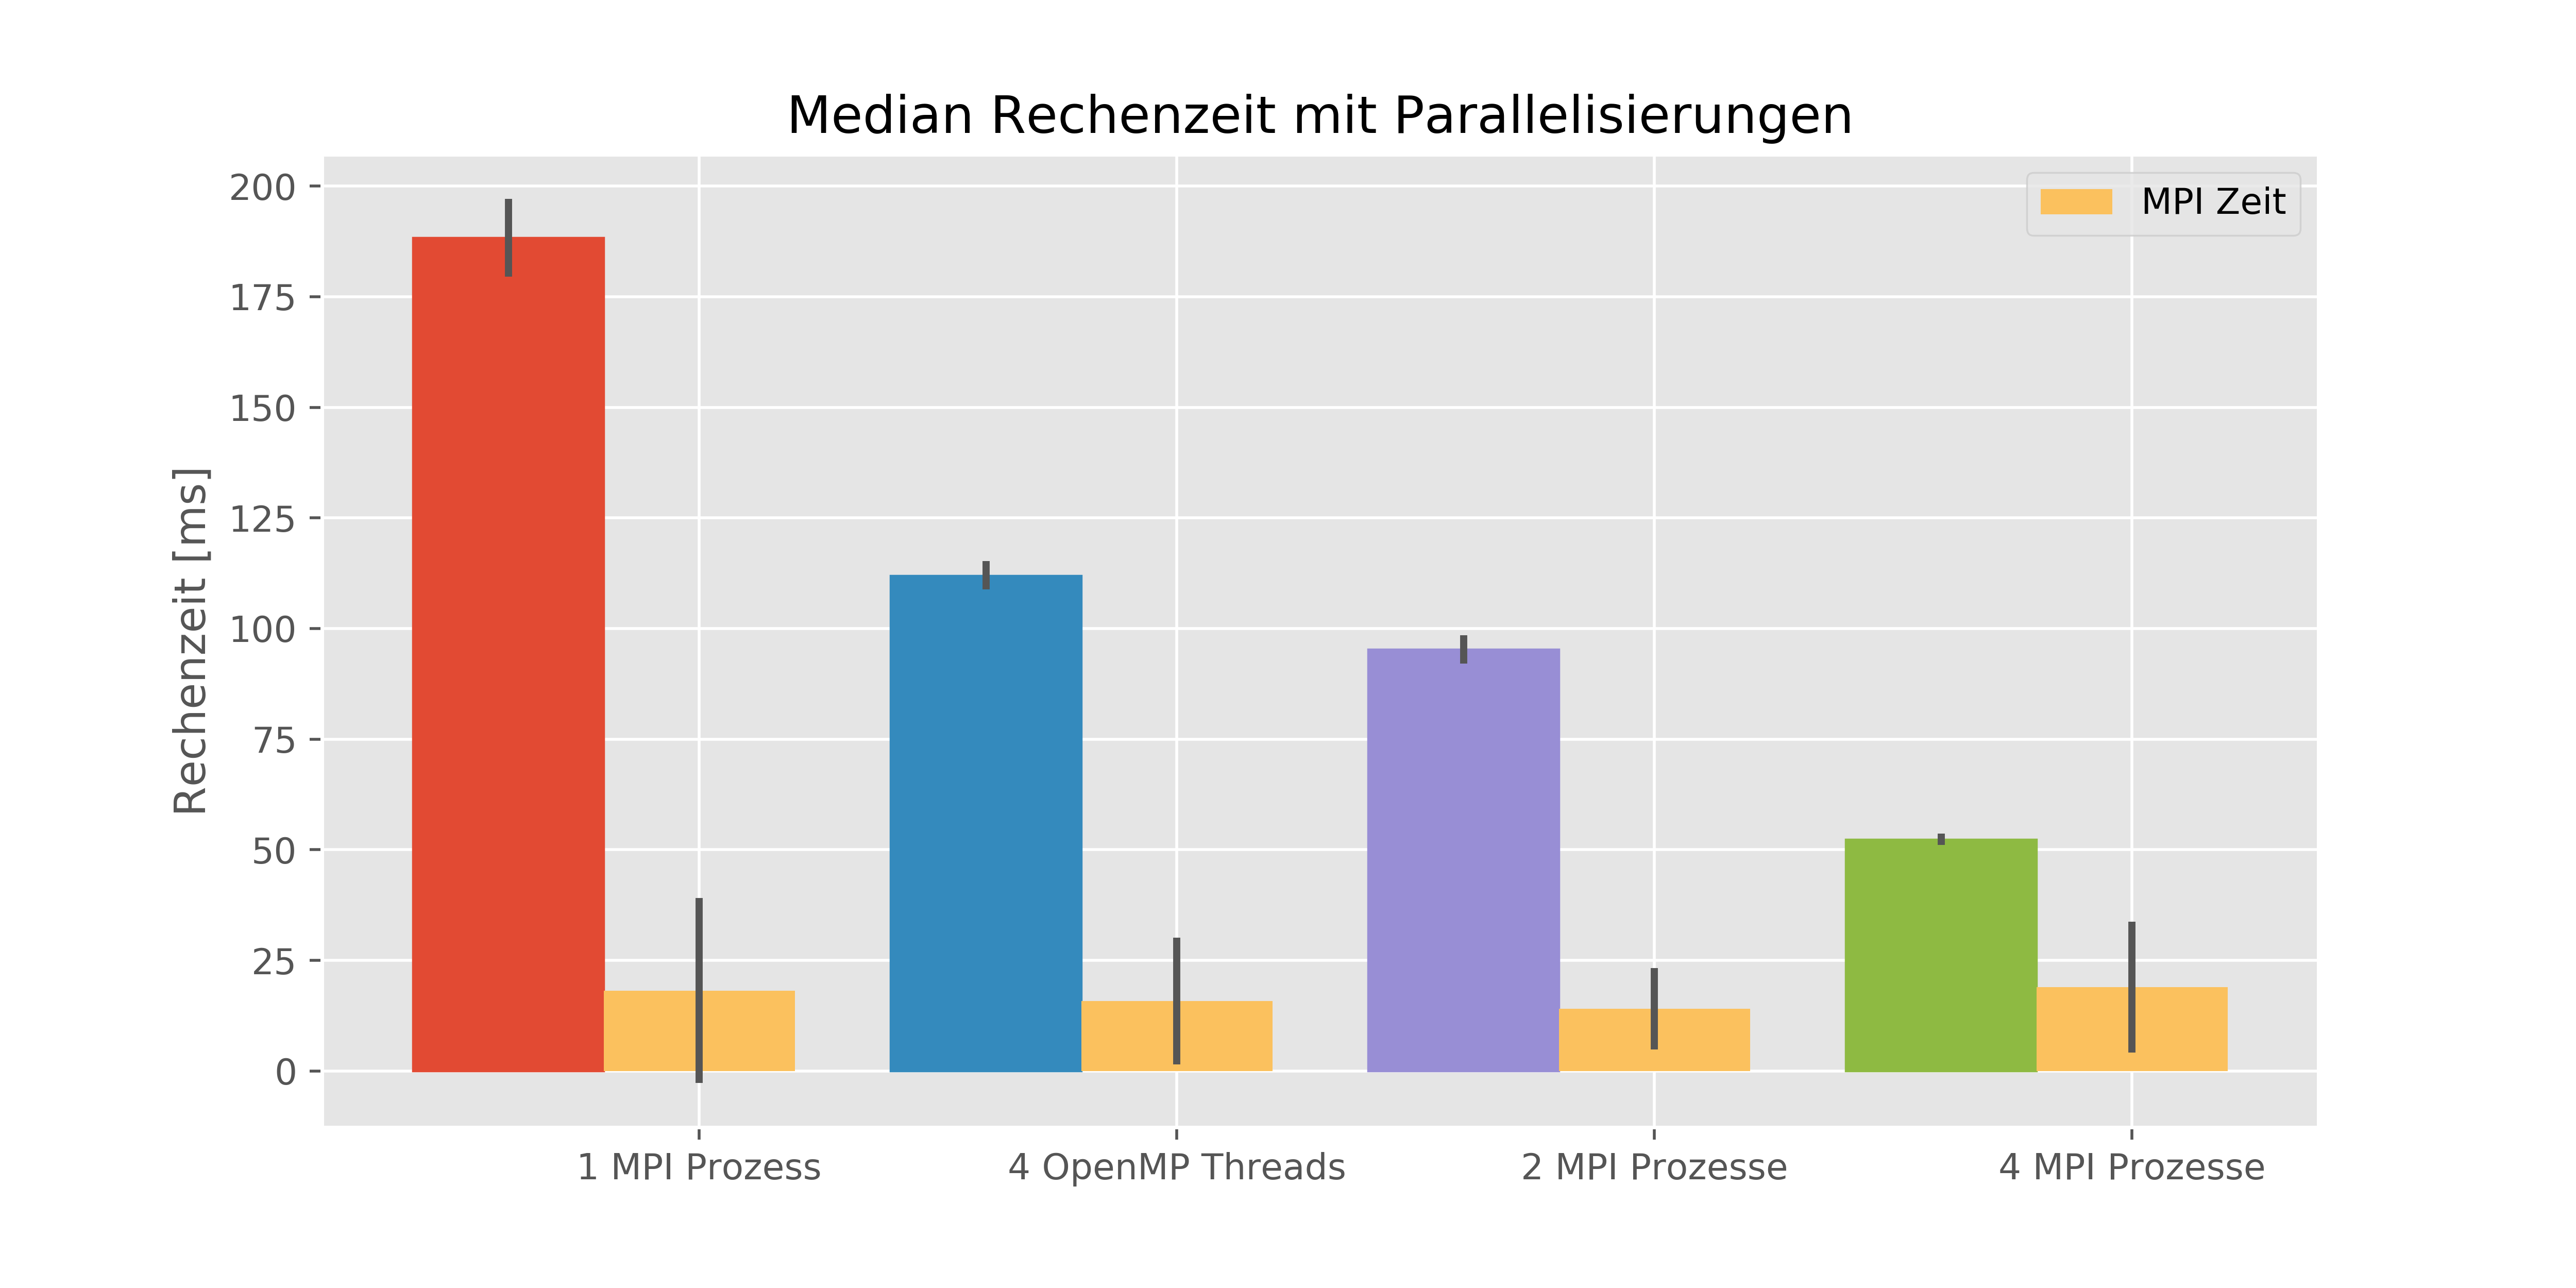 Median Rechenzeit mit Parallelisierungen
MPI Zeit
Rechenzeit [ms]
200
175
150
125
100
75
50
25
0
1 MPI Prozess
4 OpenMP Threads
2 MPI Prozesse
4 MPI Prozesse